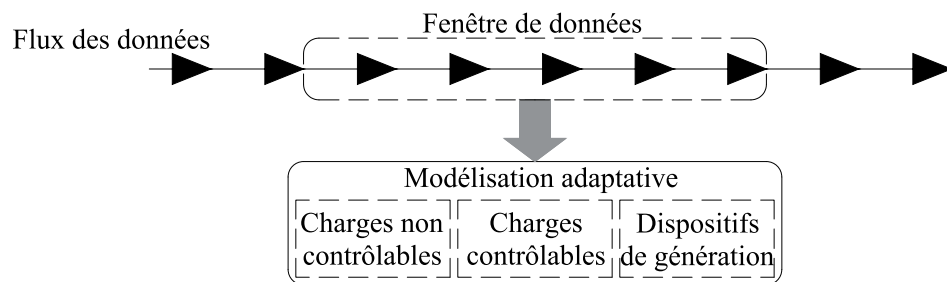 Fenêtre de données
Flux des données
Modélisation adaptative
Charges non
contrôlables
Charges
contrôlables
Dispositifs
de génération